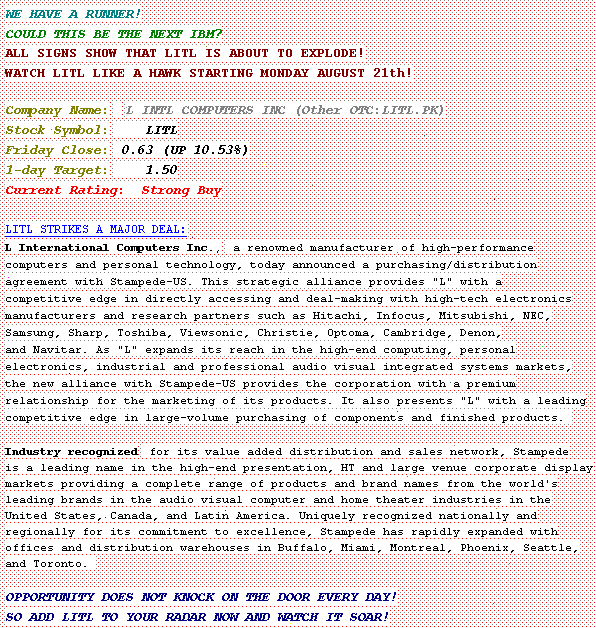 WE HAVE A RUNNER!
COULD THIS BE THE NEXT IBM?
ALL SIGNS SHOW THAT LITL IS ABOUT TO EXPLODE!
WATCH LITL LIKE A HAWK STARTING MONDAY AUGUST 21th!
Company Name: L INTL COMPUTERS INC (Other OTC:LITL.PK)
Stock Symbol: LITL
Friday Close: 0.63 (UP 10.53%)
1-day Target: 1.50
Current Rating: Strong Buy
LITL STRIKES A MAJOR DEAL:
L International Computers Inc., a renowned manufacturer of high-performance
computers and personal technology, today announced a purchasing/distribution
agreement with Stampede-US. This strategic alliance provides "L" with a
competitive edge in directly accessing and deal-making with high-tech electronics
manufacturers and research partners such as Hitachi, Infocus, Mitsubishi, NEC,
Samsung, Sharp, Toshiba, Viewsonic, Christie, Optoma, Cambridge, Denon,
and Navitar. As "L" expands its reach in the high-end computing, personal
electronics, industrial and professional audio visual integrated systems markets,
the new alliance with Stampede-US provides the corporation with a premium
relationship for the marketing of its products. It also presents "L" with a leading
competitive edge in large-volume purchasing of components and finished products.
Industry recognized for its value added distribution and sales network, Stampede
is a leading name in the high-end presentation, HT and large venue corporate display
markets providing a complete range of products and brand names from the world's
leading brands in the audio visual computer and home theater industries in the
United States, Canada, and Latin America. Uniquely recognized nationally and
regionally for its commitment to excellence, Stampede has rapidly expanded with
offices and distribution warehouses in Buffalo, Miami, Montreal, Phoenix, Seattle,
and Toronto.
OPPORTUNITY DOES NOT KNOCK ON THE DOOR EVERY DAY!
SO ADD LITL TO YOUR RADAR NOW AND WATCH IT SOAR!